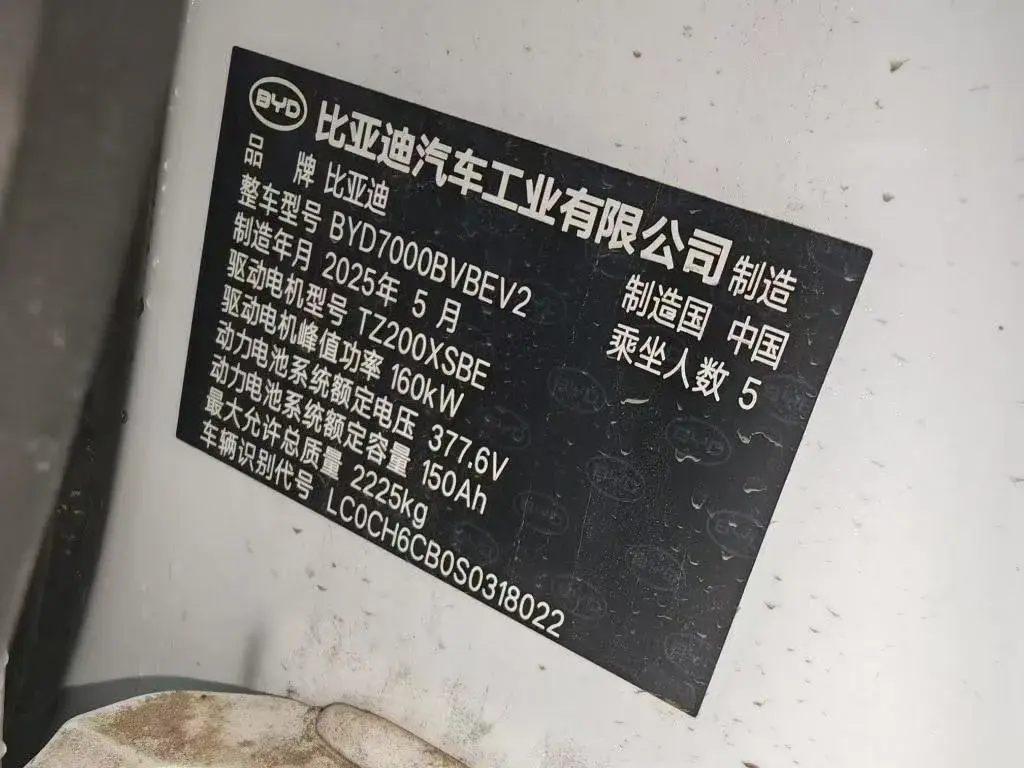 BYD 比亚迪汽车工业有限公司 制造
品 牌 比亚迪
制造国 中国
整车型号 BYD7000BVBEV2
乘坐人数 5
制造年月 2025年 5 月
驱动电机型号 TZ200XSBE
驱动电机峰值功率 160kW
动力电池系统额定电压 377.6V
动力电池系统额定容量 150Ah
最大允许总质量 2225kg
车辆识别代号 LC0CH6CB0S0318022